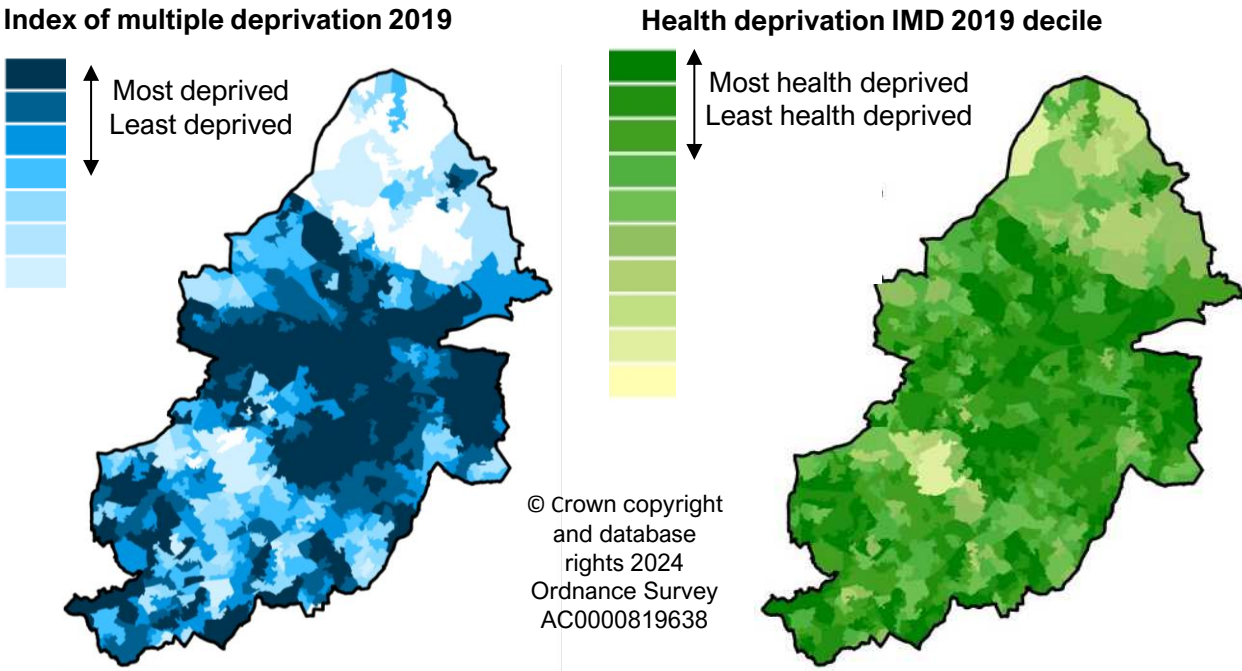 Index of multiple deprivation 2019
Most deprived
Least deprived
Health deprivation IMD 2019 decile
Most health deprived
Least health deprived
© Crown copyright
and database
rights 2024
Ordnance Survey
AC0000819638